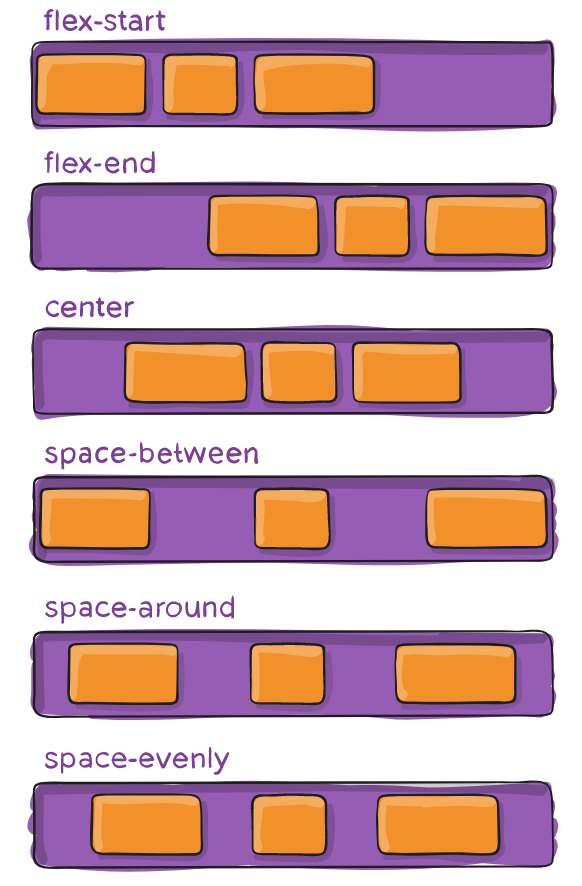 flex-start
flex-end
center
space-between
space-around
space-evenly